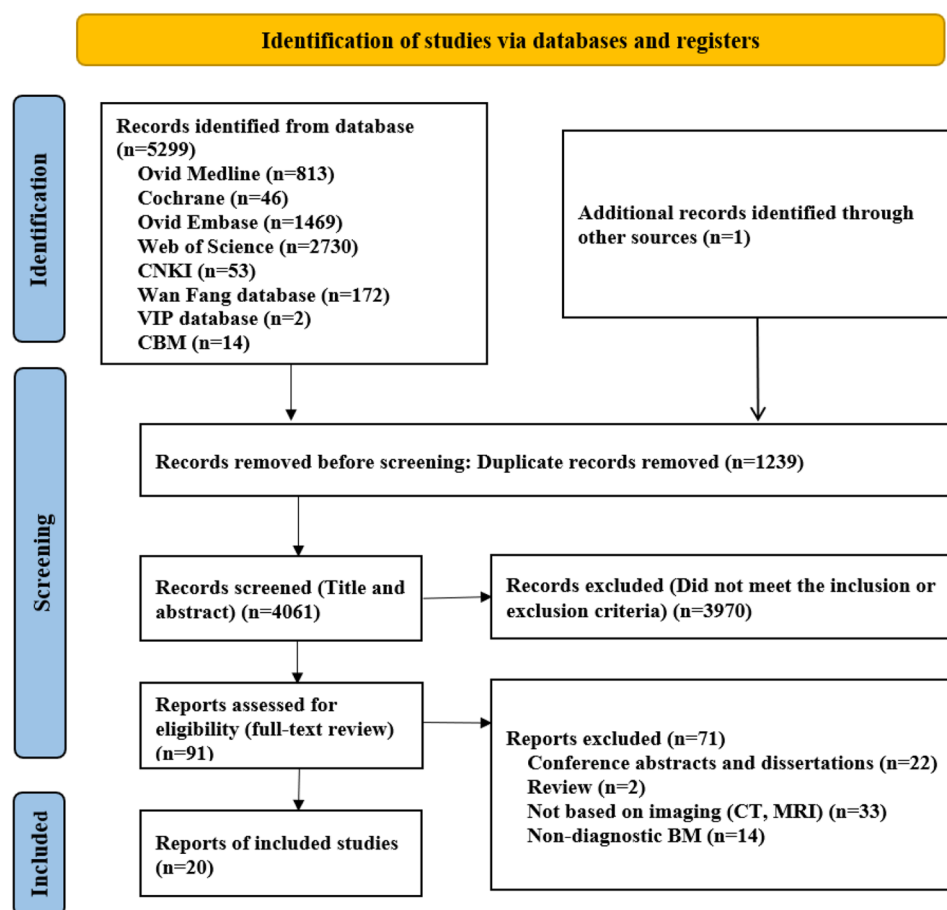 Identification of studies via databases and registers
Identification
Records identified from database
(n=5299)
Ovid Medline (n=813)
Cochrane (n=46)
Ovid Embase (n=1469)
Web of Science (n=2730)
CNKI (n=53)
Wan Fang database (n=172)
VIP database (n=2)
CBM (n=14)
Additional records identified through
other sources (n=1)
Screening
Records removed before screening: Duplicate records removed (n=1239)
Records screened (Title and
abstract) (n=4061)
Records excluded (Did not meet the inclusion or
exclusion criteria) (n=3970)
Reports assessed for
eligibility (full-text review)
(n=91)
Reports excluded (n=71)
Conference abstracts and dissertations (n=22)
Review (n=2)
Not based on imaging (CT, MRI) (n=33)
Non-diagnostic BM (n=14)
Included
Reports of included studies
(n=20)